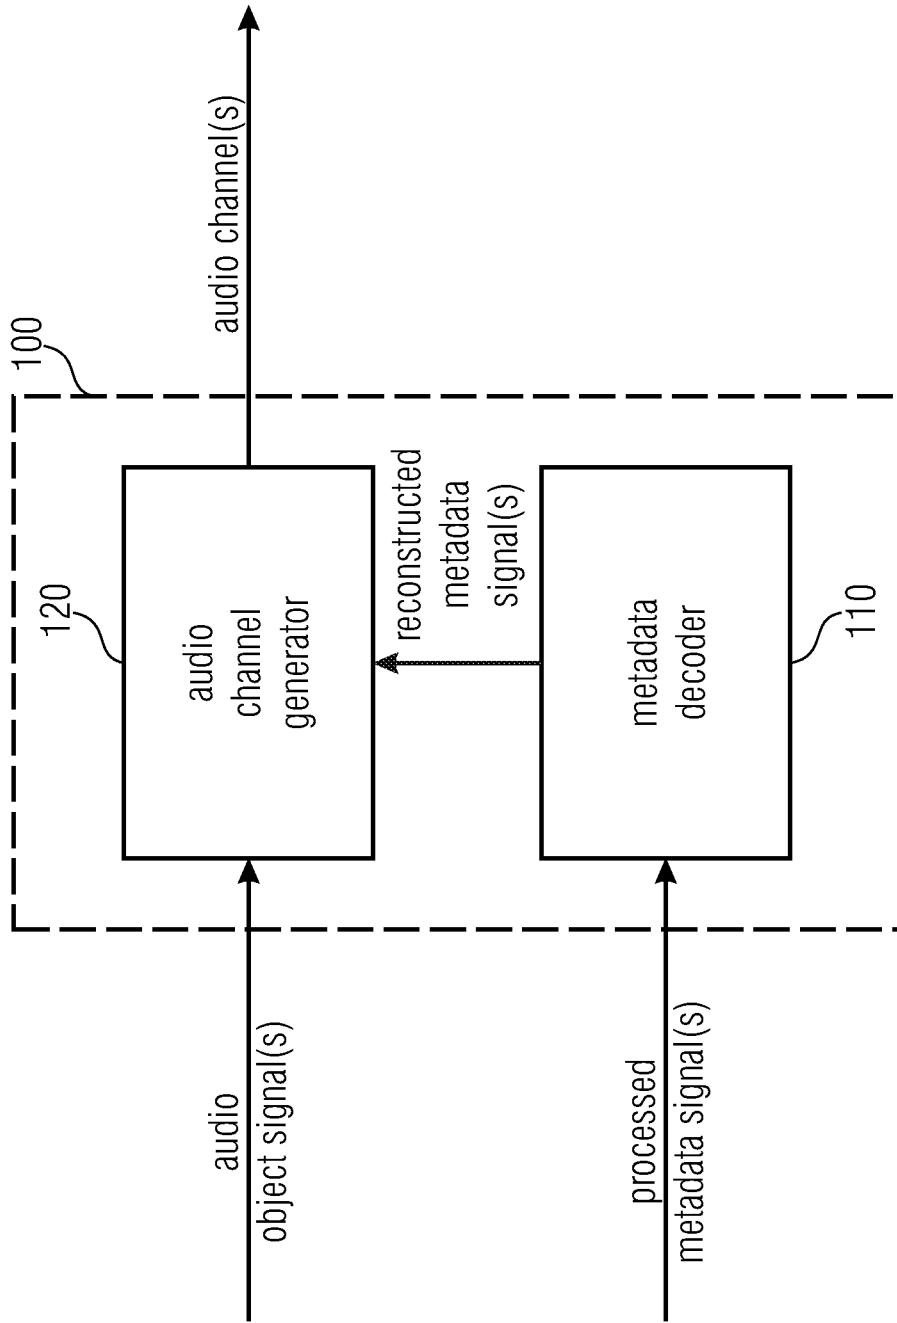 100
120
audio
object signal(s)
audio
channel
generator
audio channel(s)
reconstructed
metadata
signal(s)
processed
metadata signal(s)
metadata
decoder
110